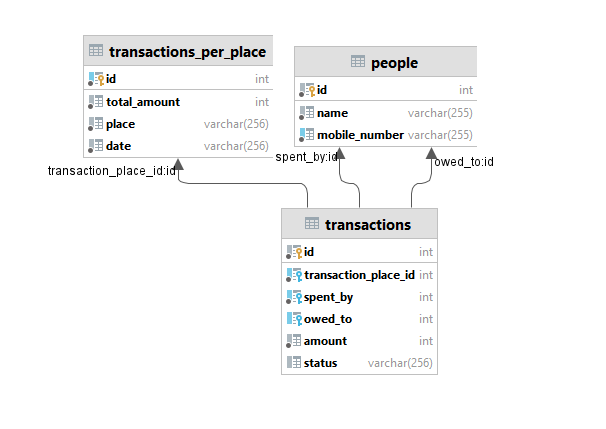 transactions_per_place
id int
total_amount int
place varchar(256)
date varchar(256)
people
id int
name varchar(255)
mobile_number varchar(255)
transaction_place_id:id
spent_by:id
owed_to:id
transactions
id int
transaction_place_id int
spent_by int
owed_to int
amount int
status varchar(256)